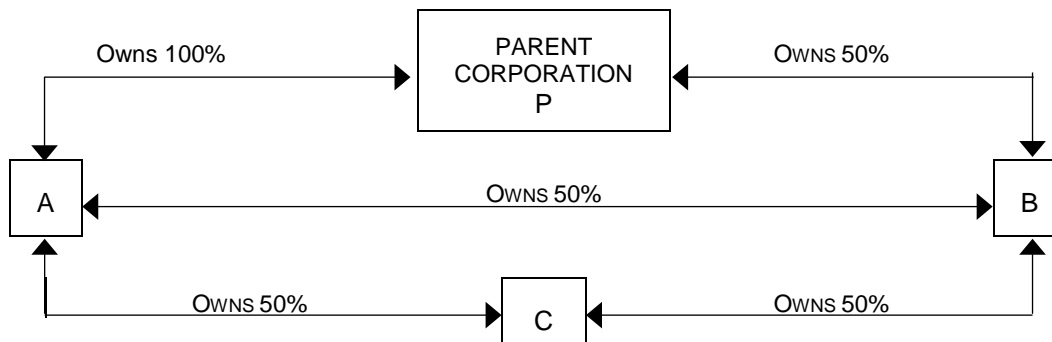 Owns 100%
PARENT
CORPORATION
P
OWNS 50%
A
OWNS 50%
B
OWNS 50%
C
OWNS 50%